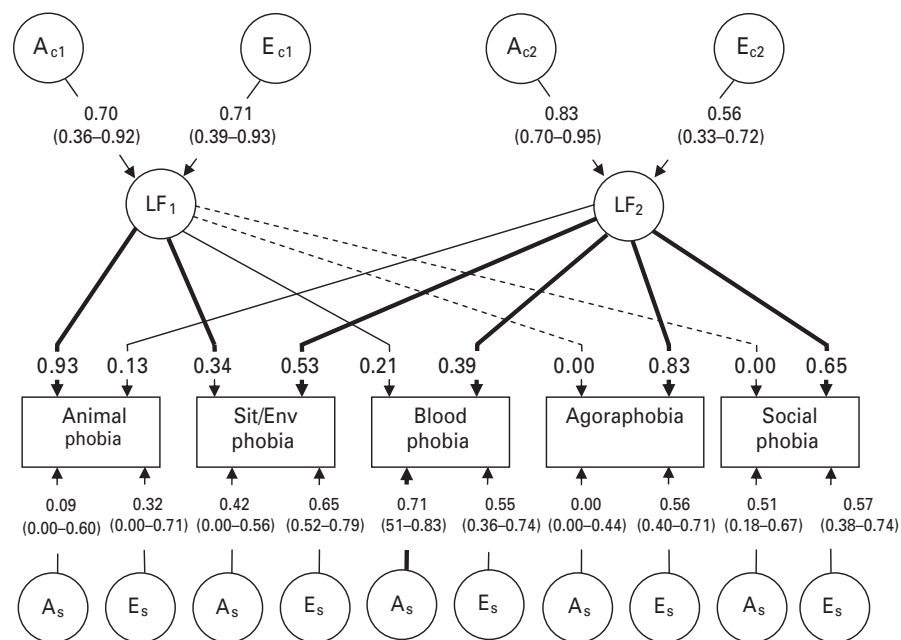 Ac1 Ec1 Ac2 Ec2
0.70 0.71 0.83 0.56
(0.36–0.92) (0.39–0.93) (0.70–0.95) (0.33–0.72)
LF1 LF2
0.93 0.13 0.34 0.53 0.21 0.39 0.00 0.83 0.00 0.65
Animal Sit/Env Blood Agoraphobia Social
phobia phobia phobia phobia
0.09 0.32 0.42 0.65 0.71 0.55 0.00 0.56 0.51 0.57
(0.00–0.60) (0.00–0.71) (0.00–0.56) (0.52–0.79) (51–0.83) (0.36–0.74) (0.00–0.44) (0.40–0.71) (0.18–0.67) (0.38–0.74)
As Es As Es As Es As Es As Es